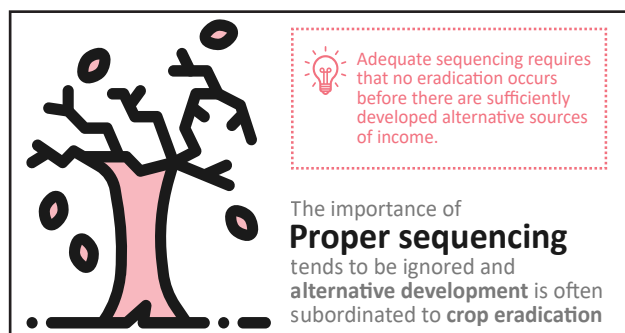 Adequate sequencing requires
that no eradication occurs
before there are sufficiently
developed alternative sources
of income.
The importance of
Proper sequencing
tends to be ignored and
alternative development is often
subordinated to crop eradication